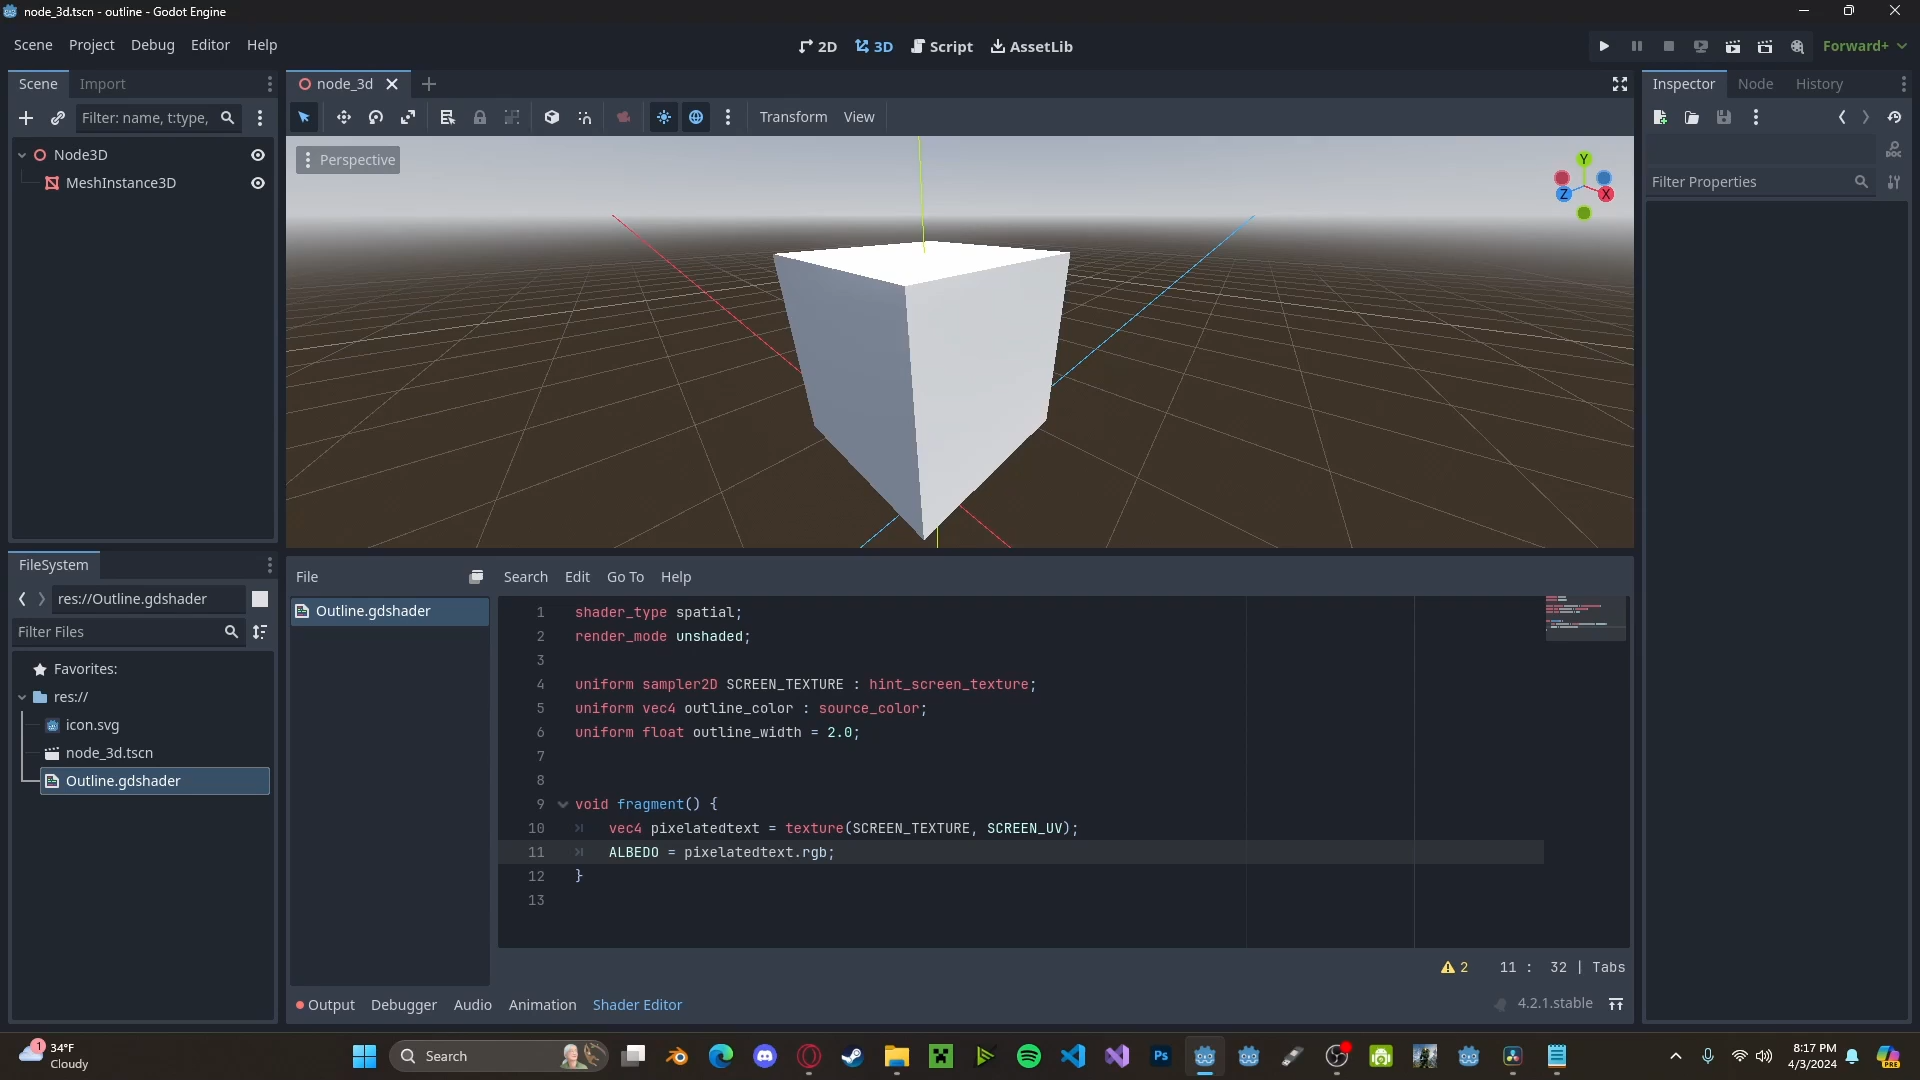 node_3d.tscn - outline - Godot Engine
Scene Project Debug Editor Help
2D 3D Script AssetLib
Forward+
Scene Import
node_3d
Inspector Node History
Filter: name, t:type,
Transform View
Node3D
MeshInstance3D
Perspective
Y
Z X
DOC
Filter Properties
FileSystem
res://Outline.gdshader
Filter Files
Favorites:
res://
icon.svg
node_3d.tscn
Outline.gdshader
File
Search Edit Go To Help
Outline.gdshader
1 shader_type spatial;
2 render_mode unshaded;
3
4 uniform sampler2D SCREEN_TEXTURE : hint_screen_texture;
5 uniform vec4 outline_color : source_color;
6 uniform float outline_width = 2.0;
7
8
9 void fragment() {
10 vec4 pixelatedtext = texture(SCREEN_TEXTURE, SCREEN_UV);
11 ALBEDO = pixelatedtext.rgb;
12 }
13
2 11 : 32 | Tabs
Output Debugger Audio Animation Shader Editor
4.2.1.stable
1
34°F
Cloudy
Search
Ps
8:17 PM
4/3/2024
PRE